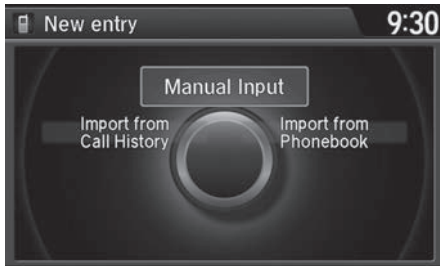 New entry
9:30
Manual Input
Import from
Call History
Import from
Phonebook